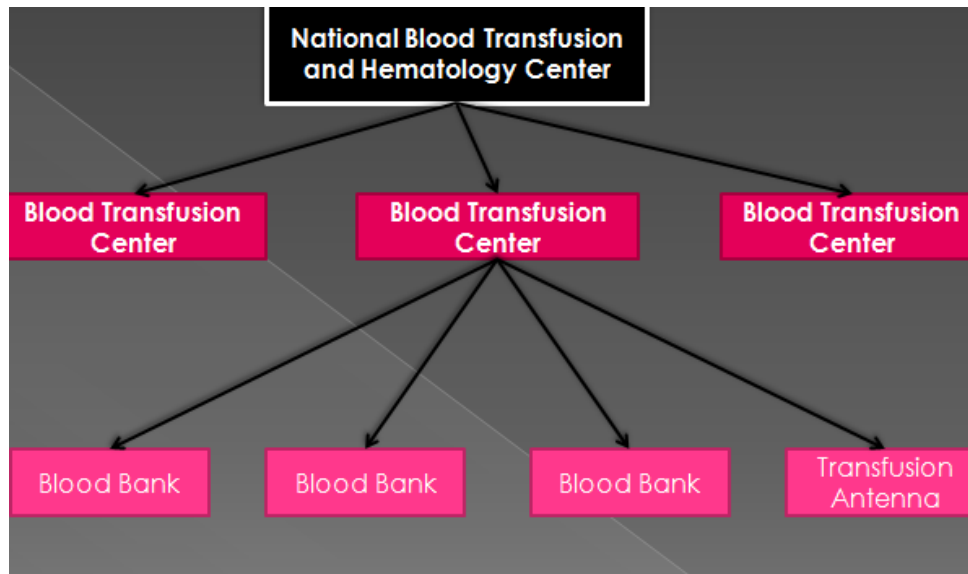 National Blood Transfusion
and Hematology Center
Blood Transfusion
Center
Blood Transfusion
Center
Blood Transfusion
Center
Blood Bank
Blood Bank
Blood Bank
Transfusion
Antenna